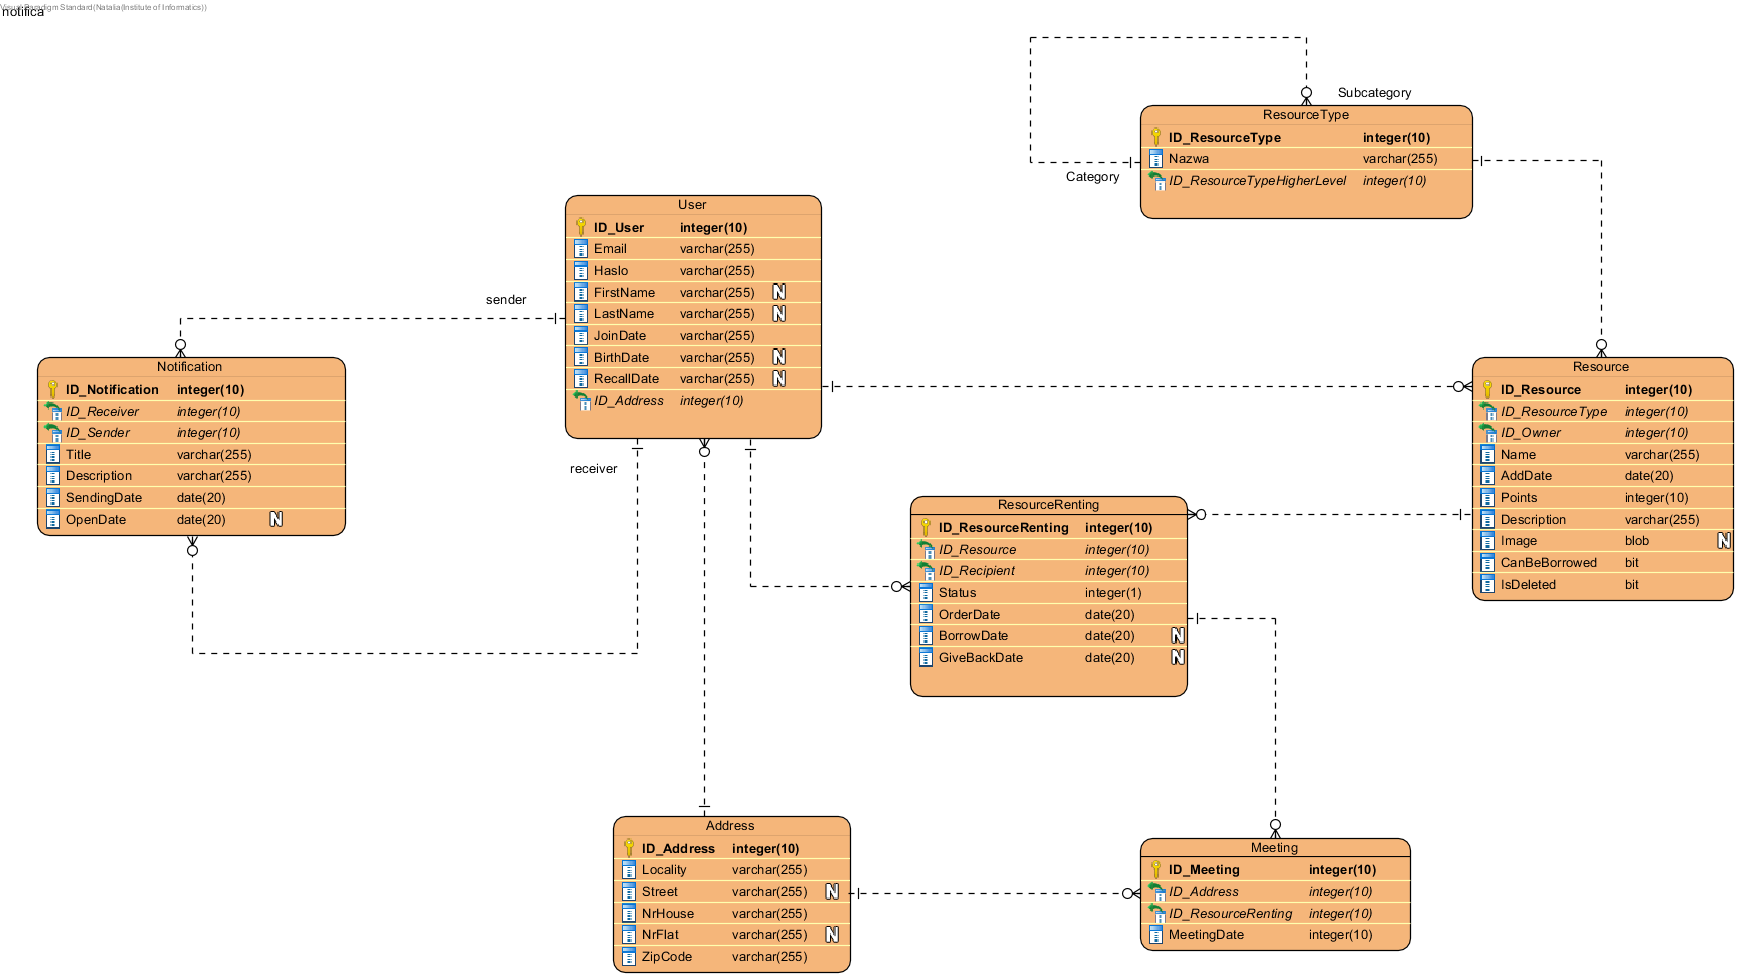 Visual Paradigm Standard(Natalia(Institute of Informatics))
notifica
Subcategory
Category
ResourceType
ID_ResourceType integer(10)
Nazwa varchar(255)
ID_ResourceTypeHigherLevel integer(10)
User
ID_User integer(10)
Email varchar(255)
Haslo varchar(255)
FirstName varchar(255) N
LastName varchar(255) N
JoinDate varchar(255)
BirthDate varchar(255) N
RecallDate varchar(255) N
ID_Address integer(10)
sender
receiver
Notification
ID_Notification integer(10)
ID_Receiver integer(10)
ID_Sender integer(10)
Title varchar(255)
Description varchar(255)
SendingDate date(20)
OpenDate date(20) N
Resource
ID_Resource integer(10)
ID_ResourceType integer(10)
ID_Owner integer(10)
Name varchar(255)
AddDate date(20)
Points integer(10)
Description varchar(255)
Image blob N
CanBeBorrowed bit
IsDeleted bit
ResourceRenting
ID_ResourceRenting integer(10)
ID_Resource integer(10)
ID_Recipient integer(10)
Status integer(1)
OrderDate date(20)
BorrowDate date(20) N
GiveBackDate date(20) N
Address
ID_Address integer(10)
Locality varchar(255)
Street varchar(255) N
NrHouse varchar(255)
NrFlat varchar(255) N
ZipCode varchar(255)
Meeting
ID_Meeting integer(10)
ID_Address integer(10)
ID_ResourceRenting integer(10)
MeetingDate integer(10)